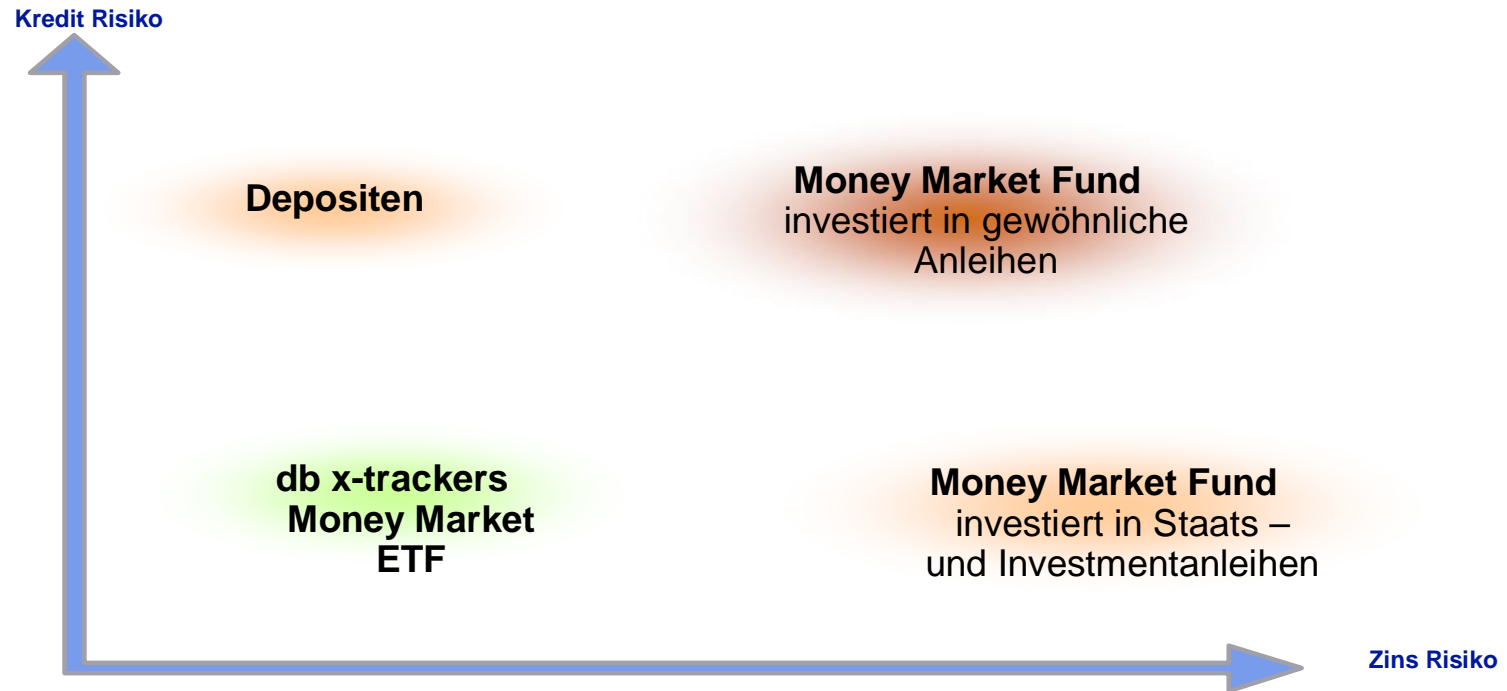 Kredit Risiko
Depositen
Money Market Fund
investiert in gewöhnliche
Anleihen
db x-trackers
Money Market
ETF
Money Market Fund
investiert in Staats –
und Investmentanleihen
Zins Risiko